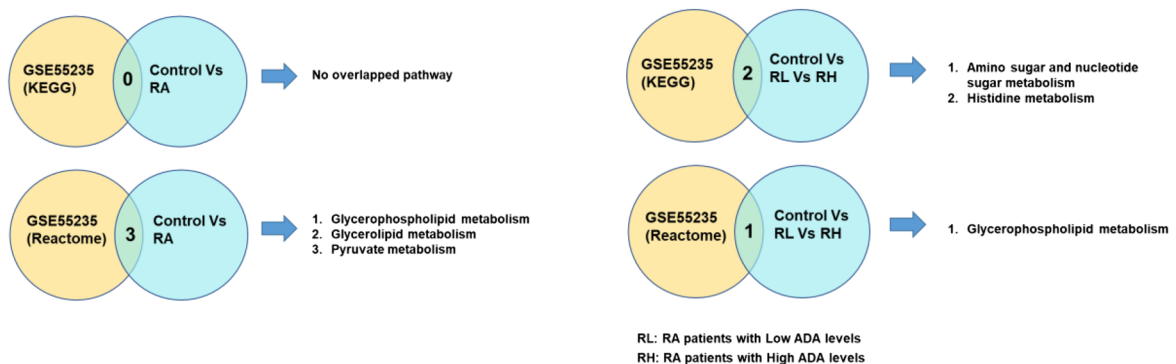 GSE55235
(KEGG)
0
Control Vs
RA
No overlapped pathway
GSE55235
(Reactome)
3
Control Vs
RA
1. Glycerophospholipid metabolism
2. Glycerolipid metabolism
3. Pyruvate metabolism
GSE55235
(KEGG)
2
Control Vs
RL Vs RH
1. Amino sugar and nucleotide
sugar metabolism
2. Histidine metabolism
GSE55235
(Reactome)
1
Control Vs
RL Vs RH
1. Glycerophospholipid metabolism
RL: RA patients with Low ADA levels
RH: RA patients with High ADA levels